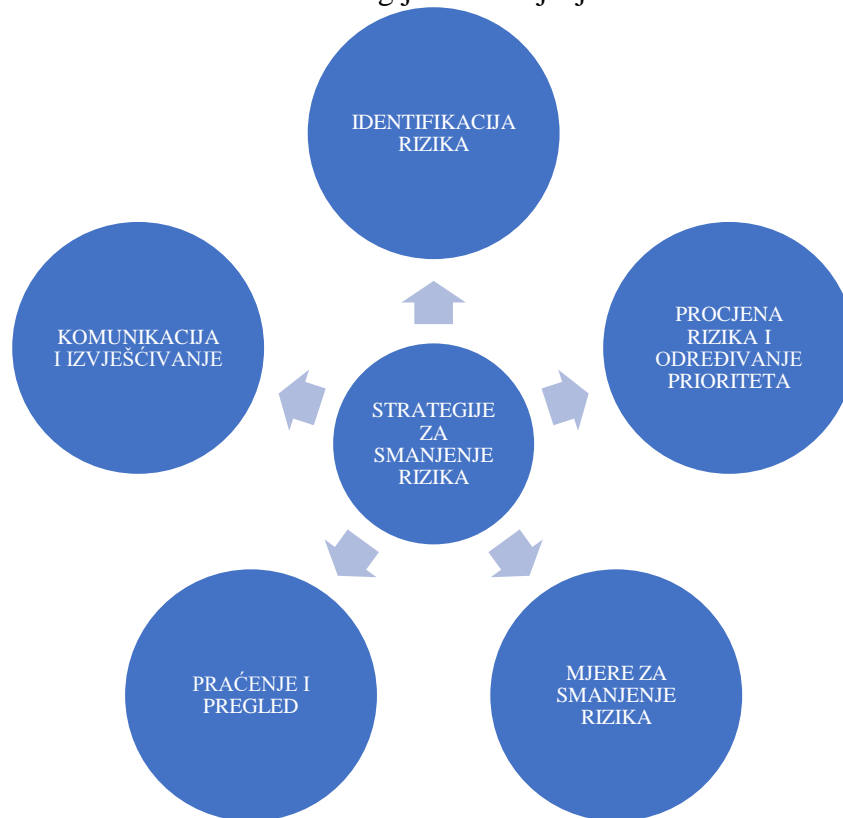 IDENTIFIKACIJA
RIZIKA
PROCJENA
RIZIKA I
ODREĐIVANJE
PRIORITETA
MJERE ZA
SMANJENJE
RIZIKA
PRAĆENJE I
PREGLED
KOMUNIKACIJA
I IZVJEŠĆIVANJE
STRATEGIJE
ZA
SMANJENJE
RIZIKA